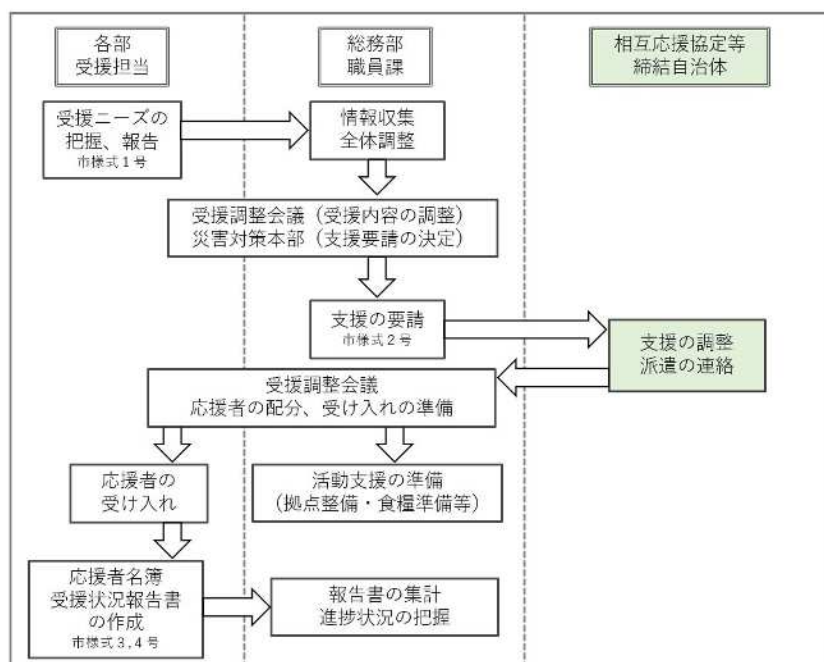 各部
受援担当
総務部
職員課
相互応援協定等
締結自治体
受援ニーズの
把握、報告
市様式1号
情報収集
全体調整
受援調整会議（受援内容の調整）
災害対策本部（支援要請の決定）
支援の要請
市様式2号
支援の調整
派遣の連絡
受援調整会議
応援者の配分、受け入れの準備
応援者の
受け入れ
活動支援の準備
（拠点整備・食糧準備等）
応援者名簿
受援状況報告書
の作成
市様式3,4号
報告書の集計
進捗状況の把握